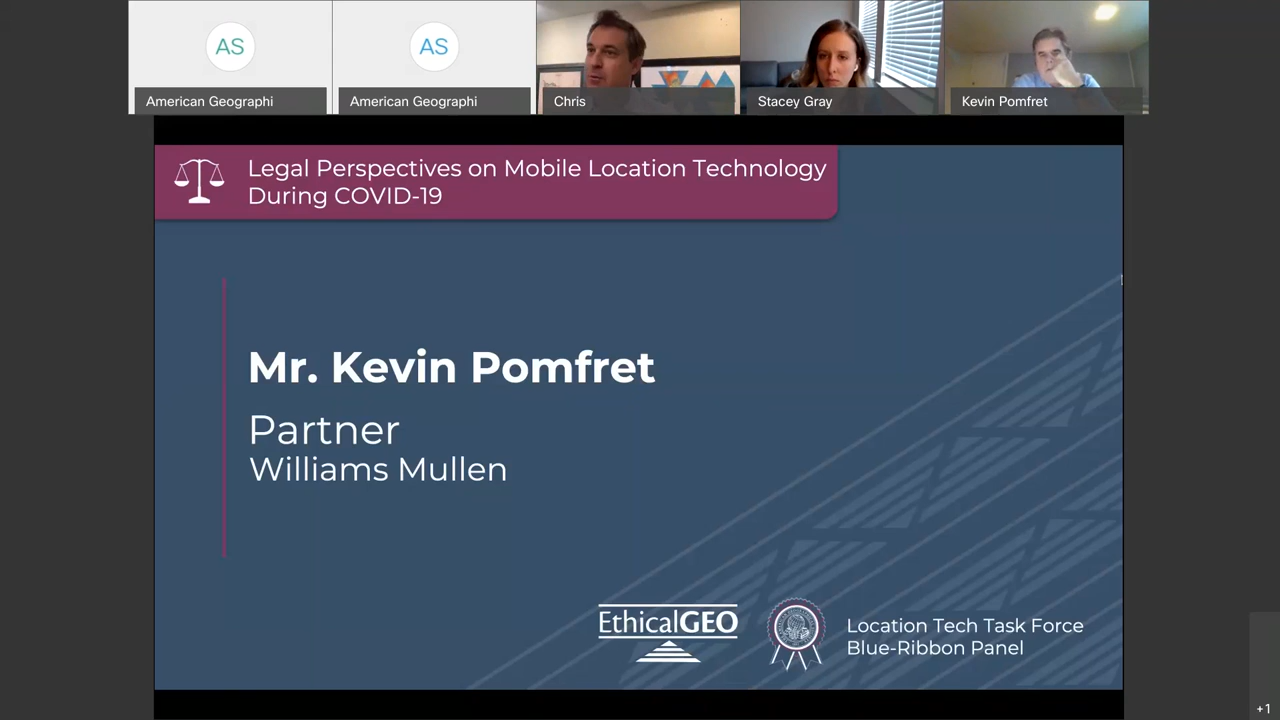 AS
AS
American Geographi
American Geographi
Chris
Stacey Gray
Kevin Pomfret
Legal Perspectives on Mobile Location Technology
During COVID-19
Mr. Kevin Pomfret
Partner
Williams Mullen
EthicalGEO
Location Tech Task Force
Blue-Ribbon Panel
+1